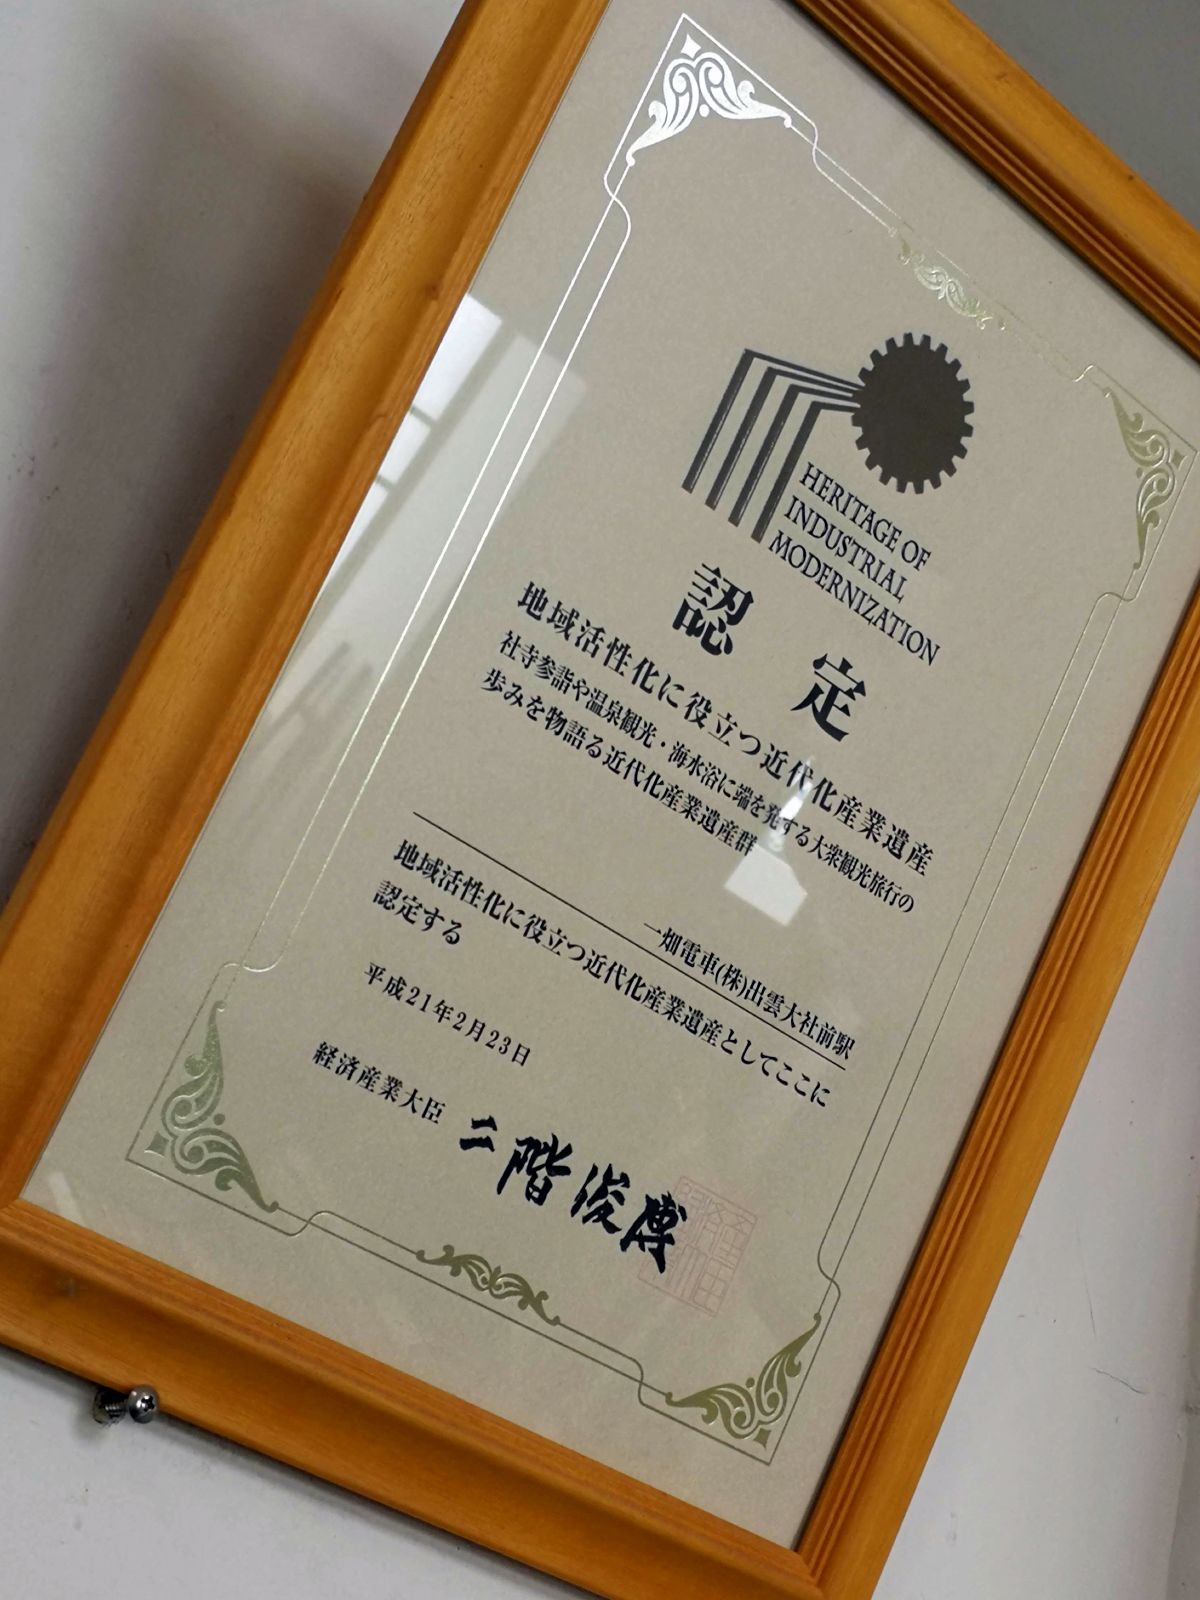 HERITAGE OF
INDUSTRIAL
MODERNIZATION
認定
地域活性化に役立つ近代化産業遺産
社寺参詣や温泉観光・海水浴に端を発する大衆観光旅行の
歩みを物語る近代化産業遺産群
一畑電車(株)出雲大社前駅
地域活性化に役立つ近代化産業遺産としてここに
認定する
平成21年2月23日
経済産業大臣 二階俊博